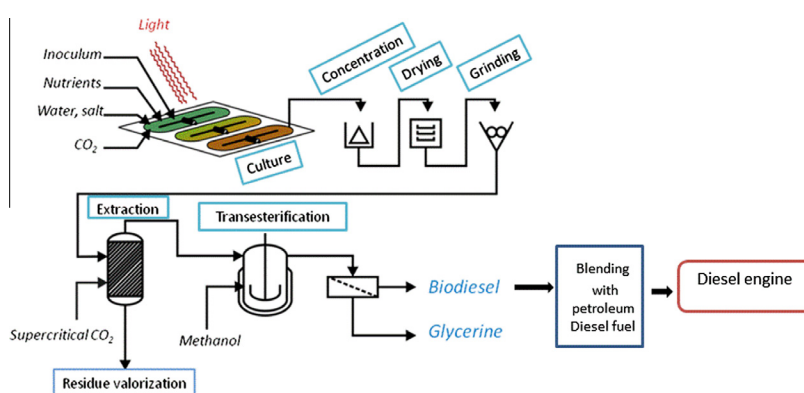 Light
Inoculum
Nutrients
Water, salt
CO2
Culture
Concentration
Drying
Grinding
Extraction
Transesterification
Supercritical CO2
Methanol
Residue valorization
Biodiesel
Glycerine
Blending
with
petroleum
Diesel fuel
Diesel engine